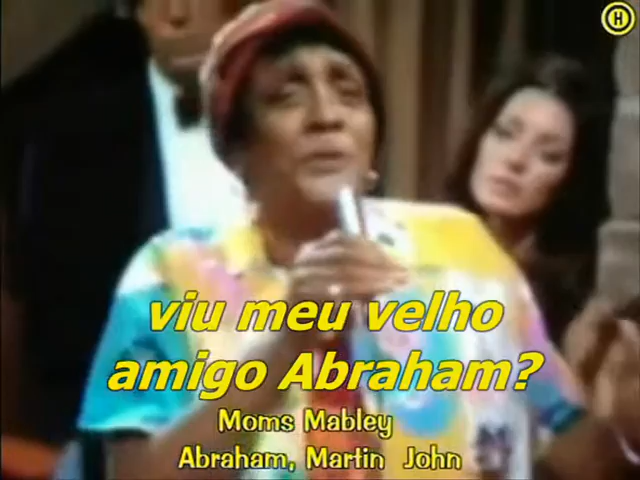 H
viu meu velho
amigo Abraham?
Moms Mabley
Abraham, Martin John